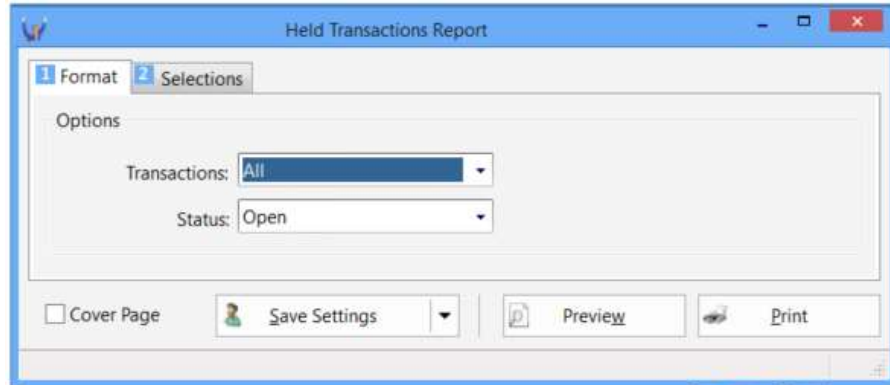 Held Transactions Report
1 Format 2 Selections
Options
Transactions: All
Status: Open
Cover Page Save Settings Preview Print